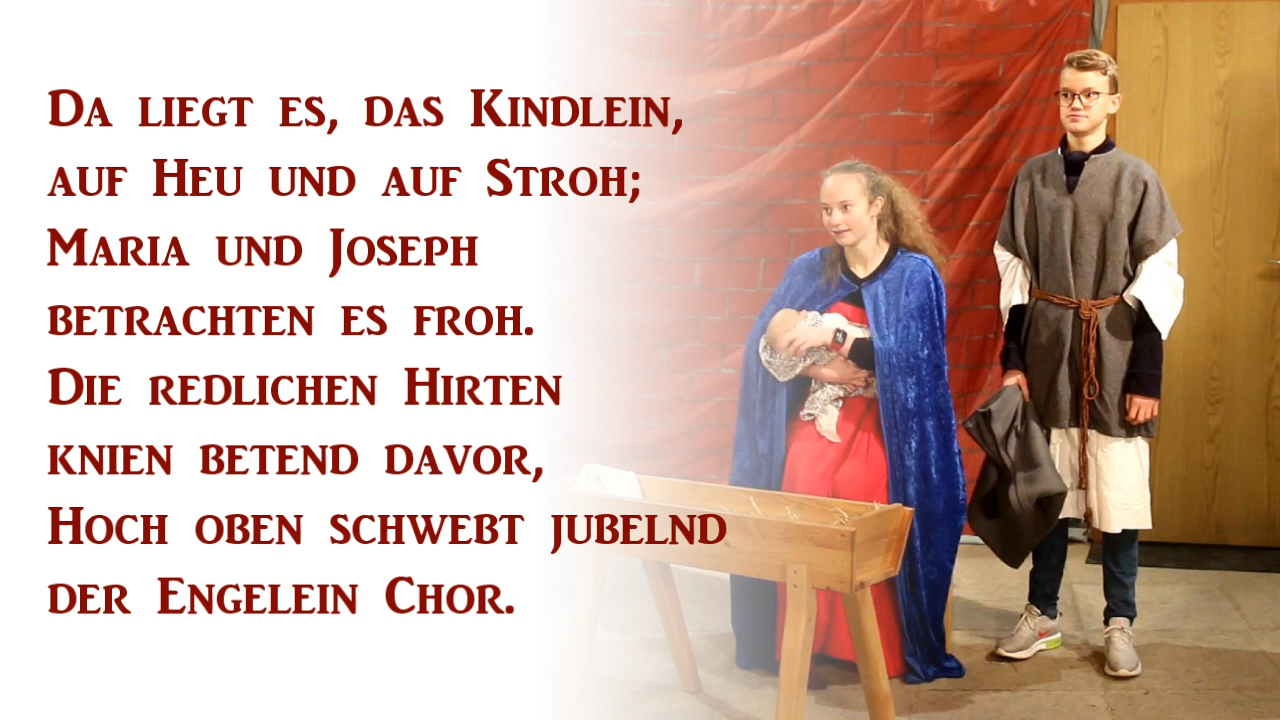 Da liegt es, das Kindlein,
auf Heu und auf Stroh;
Maria und Joseph
betrachten es froh.
Die redlichen Hirten
knien betend davor,
Hoch oben schwebt jubelnd
der Engelein Chor.